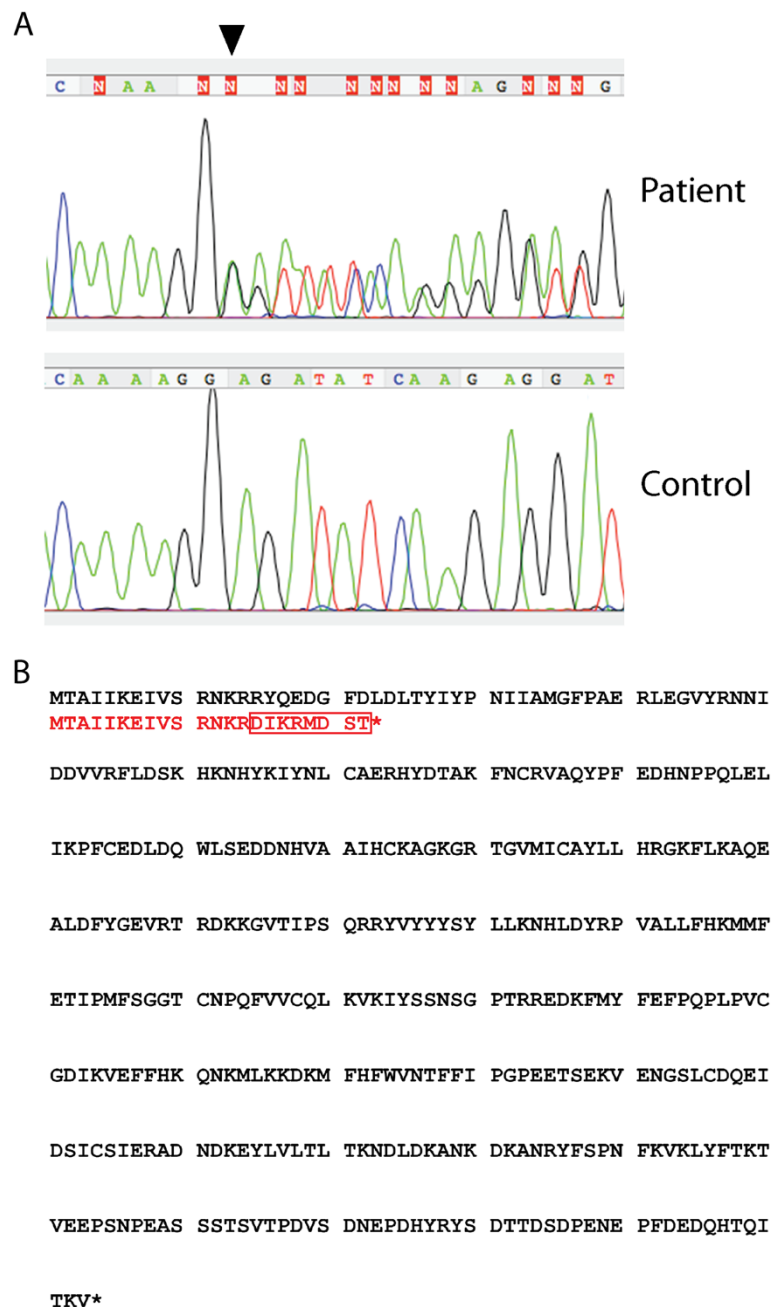 A
C N A A N N N N N N N N N A G N N N G
Patient
C A A A A G G A G A T A T C A A G A G G A T
Control
B
MTAIIKEIVS RNKRRYQEDG FDLDLTYIYP NIIAMGFPAE RLEGVYRNNI
MTAIIKEIVS RNKRDIKRMD ST*
DDVVRFLDSK HKNHYKIYNL CAERHYDTAK FNCRVAQYPF EDHNPPQLEL
IKPFCEDLDQ WLSEDDNHVA AIHCKAGKGR TGVMICAYLL HRGKFLKAQE
ALDFYGEVRT RDKKGVTIPS QRRYVYYYSY LLKNHLDYRP VALLFHKMMF
ETIPMFSGGT CNPQFVVCQL KVKIYSSNSG PTRREDKFMY FEFPQPLPVC
GDIKVEFFHK QNKMLKKDKM FHFWVNTFFI PGPEETSEKV ENGSLCDQEI
DSICSIERAD NDKEYLVLTL TKNDLDKANK DKANRYFSPN FKVKLYFTKT
VEEPSNPEAS SSTSVTPDVS DNEPDHYRYS DTTDSDPENE PFDEDQHTQI
TKV*